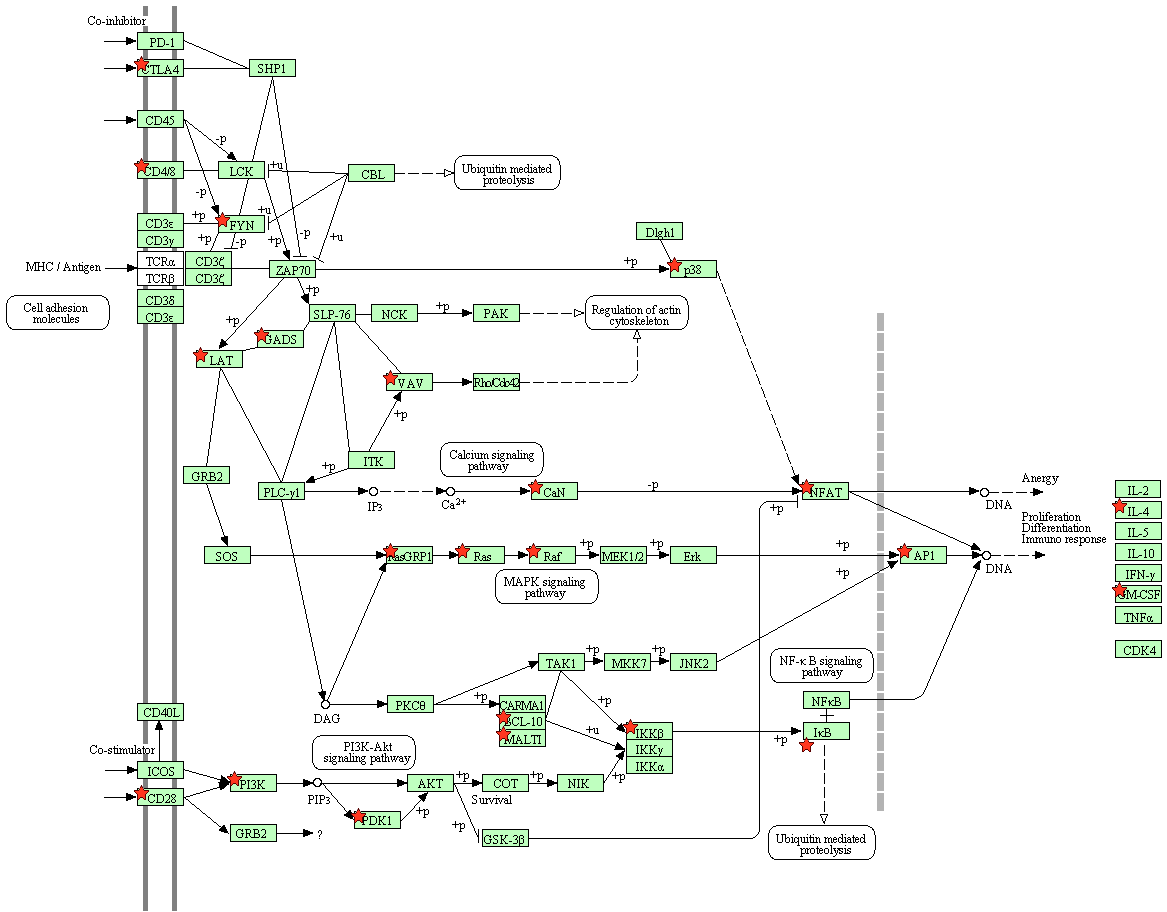 Co-inhibitor
PD-1
CTLA4
SHP1
CD45
-p
CD4/8
LCK
+u
CBL
Ubiquitin mediated
proteolysis
-p
CD3ε
+p
FYN
+u
CD3γ
+p
-p
+p
-p
+u
Dlgh1
MHC / Antigen
TCRα
CD3ζ
ZAP70
+p
p38
TCRβ
CD3ζ
Cell adhesion
molecules
CD3δ
CD3ε
+p
+p
SLP-76
NCK
+p
PAK
Regulation of actin
cytoskeleton
GADS
LAT
VAV
Rho/Cdc42
+p
GRB2
+p
ITK
Calcium signaling
pathway
PLC-γ1
IP3
Ca2+
CaN
-p
NFAT
+p
DNA
Anergy
SOS
RasGRP1
Ras
Raf
+p
MEK1/2
+p
Erk
+p
AP1
DNA
Proliferation
Differentiation
Immuno response
MAPK signaling
pathway
+p
IL-2
IL-4
IL-5
IL-10
IFN-γ
GM-CSF
TNFα
CDK4
TAK1
+p
MKK7
+p
JNK2
NF-κB signaling
pathway
DAG
PKCθ
+p
CARMA1
BCL-10
MALT1
+p
+u
IKKβ
IKKγ
IKKα
+p
NFκB
IκB
CD40L
Co-stimulator
PI3K-Akt
signaling pathway
ICOS
CD28
PI3K
PIP3
AKT
+p
COT
+p
NIK
+p
Survival
PDK1
+p
+p
GSK-3β
GRB2
?
Ubiquitin mediated
proteolysis